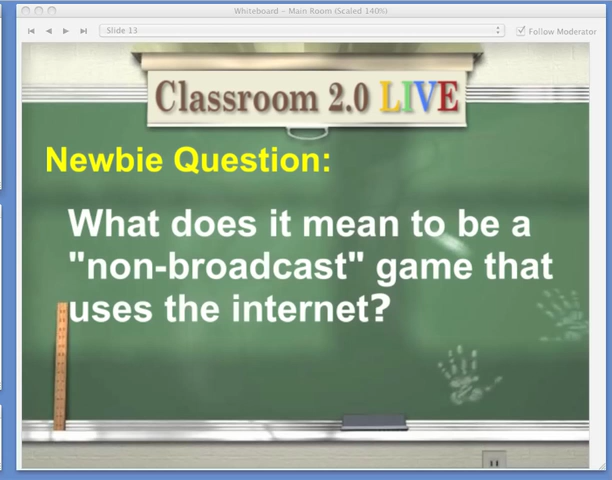 Whiteboard – Main Room (Scaled 140%)
Slide 13
Follow Moderator
Classroom 2.0 LIVE
Newbie Question:
What does it mean to be a
"non-broadcast" game that
uses the internet?